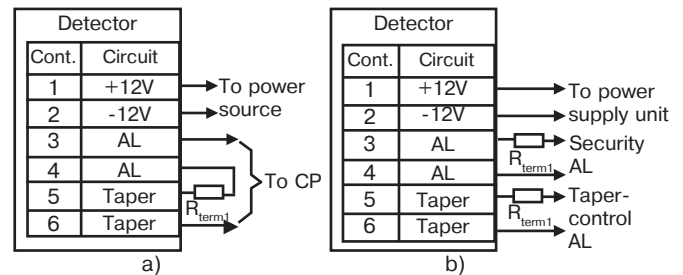 Detector
Cont. Circuit
1 +12V
2 -12V
3 AL
4 AL
5 Taper
6 Taper
To power
source
To CP
Rterm1
a)
Detector
Cont. Circuit
1 +12V
2 -12V
3 AL
4 AL
5 Taper
6 Taper
To power
supply unit
Security
AL
Rterm1
Taper-
control
AL
Rterm1
b)